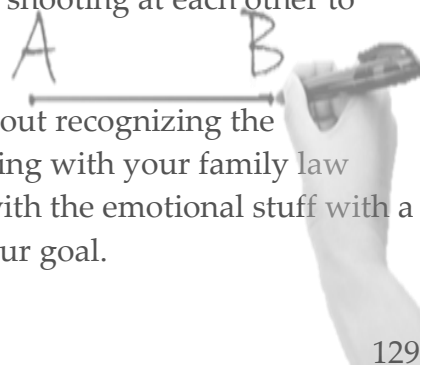 shooting at each other to
A B
out recognizing the
ing with your family law
with the emotional stuff with a
ur goal.
129